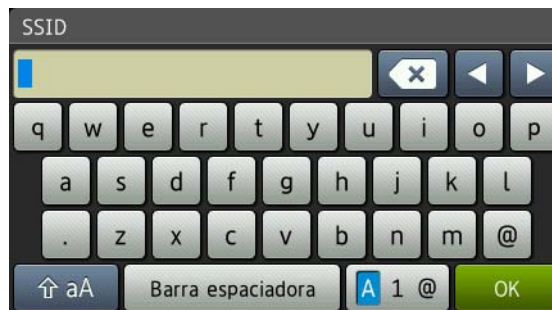 SSID
q w e r t y u i o p
a s d f g h j k l
. z x c v b n m @
aA Barra espaciadora A 1 @ OK